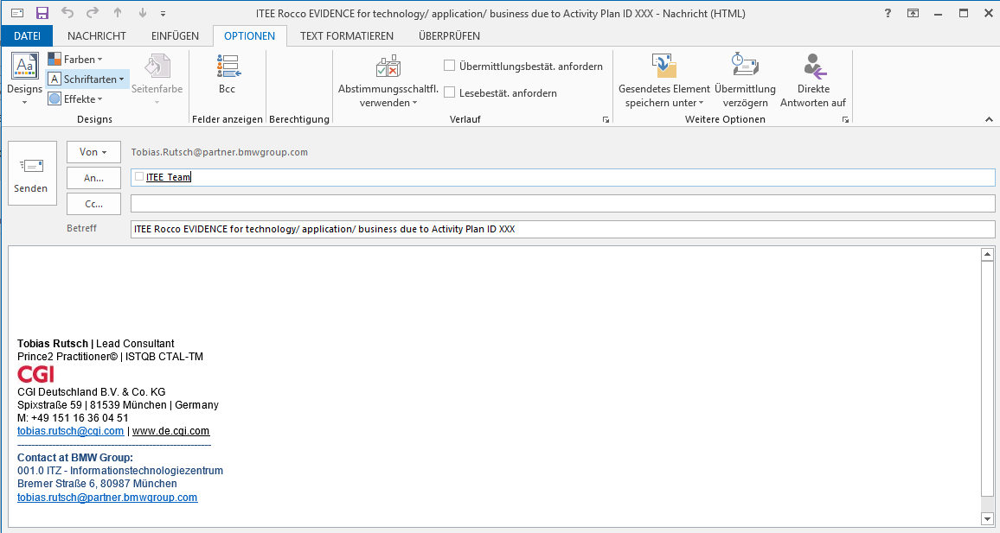 ITEE Rocco EVIDENCE for technology/ application/ business due to Activity Plan ID XXX - Nachricht (HTML)
?
DATEI NACHRICHT EINFÜGEN OPTIONEN TEXT FORMATIEREN ÜBERPRÜFEN
Aa
Designs
Farben
A Schriftarten
Effekte
Seitenfarbe
Designs
Bcc
Felder anzeigen
Berechtigung
Abstimmungsschaltfl.
verwenden
Übermittlungsbestät. anfordern
Lesebestät. anfordern
Verlauf
Gesendetes Element
speichern unter
Übermittlung
verzögern
Direkte
Antworten auf
Weitere Optionen
Senden
Von Tobias.Rutsch@partner.bmwgroup.com
An... ITEE Team
Cc...
Betreff ITEE Rocco EVIDENCE for technology/ application/ business due to Activity Plan ID XXX
Tobias Rutsch | Lead Consultant
Prince2 Practitioner© | ISTQB CTAL-TM
CGI
CGI Deutschland B.V. & Co. KG
Spixstraße 59 | 81539 München | Germany
M: +49 151 16 36 04 51
tobias.rutsch@cgi.com | www.de.cgi.com
--------------------------------------------------------
Contact at BMW Group:
001.0 ITZ - Informationstechnologiezentrum
Bremer Straße 6, 80987 München
tobias.rutsch@partner.bmwgroup.com